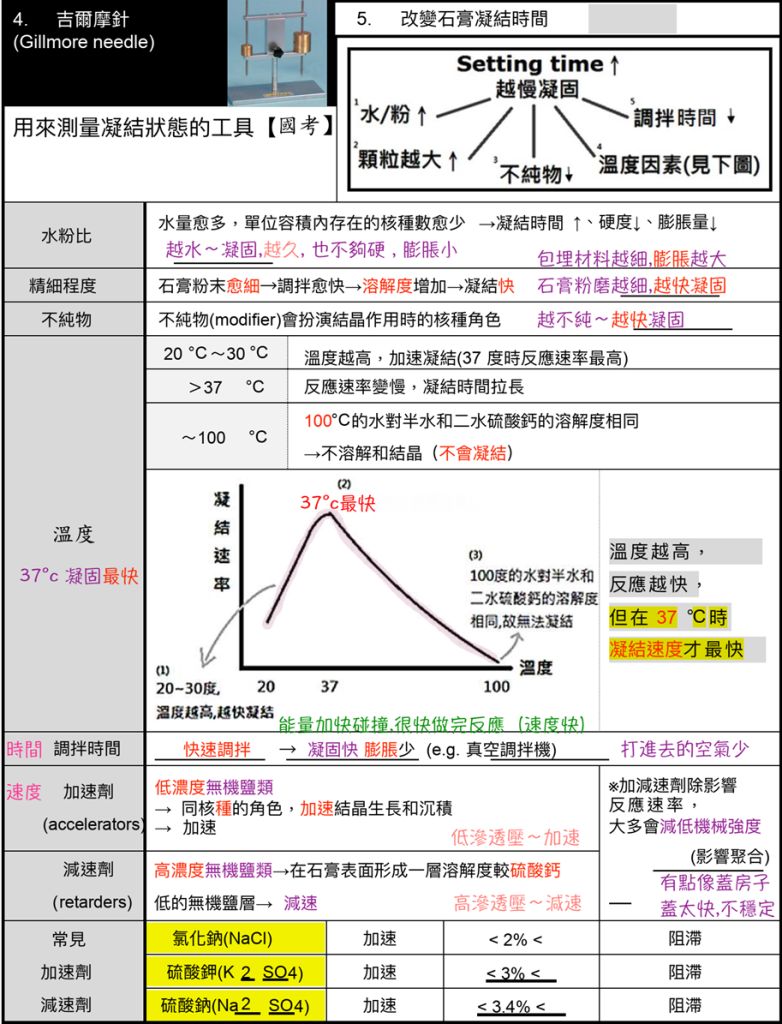 4. 吉爾摩針
(Gillmore needle)
用來測量凝結狀態的工具【國考】
5. 改變石膏凝結時間
Setting time ↑
越慢凝固
1 水/粉 ↑
2 顆粒越大 ↑
3 不純物↓
4 溫度因素(見下圖)
5 調拌時間 ↓
水粉比
水量愈多，單位容積內存在的核種數愈少 →凝結時間 ↑、硬度↓、膨脹量↓
越水～凝固,越久, 也不夠硬, 膨脹小
包埋材料越細,膨脹越大
精細程度
石膏粉末愈細→調拌愈快→溶解度增加→凝結快
石膏粉磨越細,越快凝固
不純物
不純物(modifier)會扮演結晶作用時的核種角色
越不純～越快凝固
溫度
37°c 凝固最快
20 °C～30 °C
溫度越高，加速凝結(37 度時反應速率最高)
＞37 °C
反應速率變慢，凝結時間拉長
～100 °C
100°C的水對半水和二水硫酸鈣的溶解度相同
→不溶解和結晶（不會凝結）
凝結速率
(2)
37°c最快
(3)
100度的水對半水和
二水硫酸鈣的溶解度
相同,故無法凝結
溫度
(1)
20~30度,
溫度越高,越快凝結
20 37 100
溫度越高，
反應越快，
但在 37 °C時
凝結速度才最快
能量加快碰撞,很快做完反應（速度快）
時間 調拌時間
快速調拌 → 凝固快 膨脹少 (e.g. 真空調拌機)
打進去的空氣少
速度 加速劑
(accelerators)
低濃度無機鹽類
→ 同核種的角色，加速結晶生長和沉積
→ 加速
低滲透壓～加速
※加減速劑除影響
反應速率，
大多會減低機械強度
(影響聚合)
有點像蓋房子
蓋太快,不穩定
減速劑
(retarders)
高濃度無機鹽類→在石膏表面形成一層溶解度較硫酸鈣
低的無機鹽層→ 減速
高滲透壓～減速
常見
加速劑
減速劑
氯化鈉(NaCl) 加速 < 2% < 阻滯
硫酸鉀(K 2 SO4) 加速 < 3% < 阻滯
硫酸鈉(Na2 SO4) 加速 < 3.4% < 阻滯